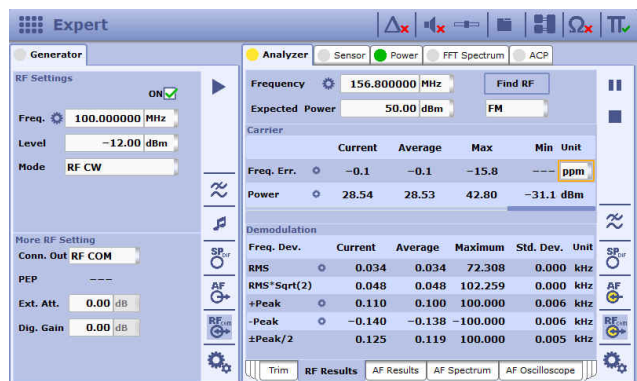 Expert
Generator
RF Settings
ON
Freq. 100.000000 MHz
Level −12.00 dBm
Mode RF CW
More RF Setting
Conn. Out RF COM
PEP ---
Ext. Att. 0.00 dB
Dig. Gain 0.00 dB
SP
AF
RF
Analyzer Sensor Power FFT Spectrum ACP
Frequency 156.800000 MHz Find RF
Expected Power 50.00 dBm FM
Carrier
Current Average Max Min Unit
Freq. Err. −0.1 −0.1 −15.8 --- ppm
Power 28.54 28.53 42.80 −31.1 dBm
Demodulation
Freq. Dev. Current Average Maximum Std. Dev. Unit
RMS 0.034 0.034 72.308 0.000 kHz
RMS*Sqrt(2) 0.048 0.048 102.259 0.000 kHz
+Peak 0.110 0.100 100.000 0.006 kHz
-Peak −0.140 −0.138 −100.000 0.006 kHz
±Peak/2 0.125 0.119 100.000 0.005 kHz
Trim RF Results AF Results AF Spectrum AF Oscilloscope
SP
AF
RF